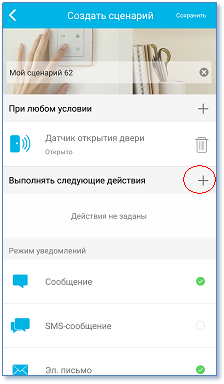 Создать сценарий
Сохранить
Мой сценарий 62
При любом условии
Датчик открытия двери
Открыто
Выполнять следующие действия
Действия не заданы
Режим уведомлений
Сообщение
SMS-сообщение
Эл. письмо